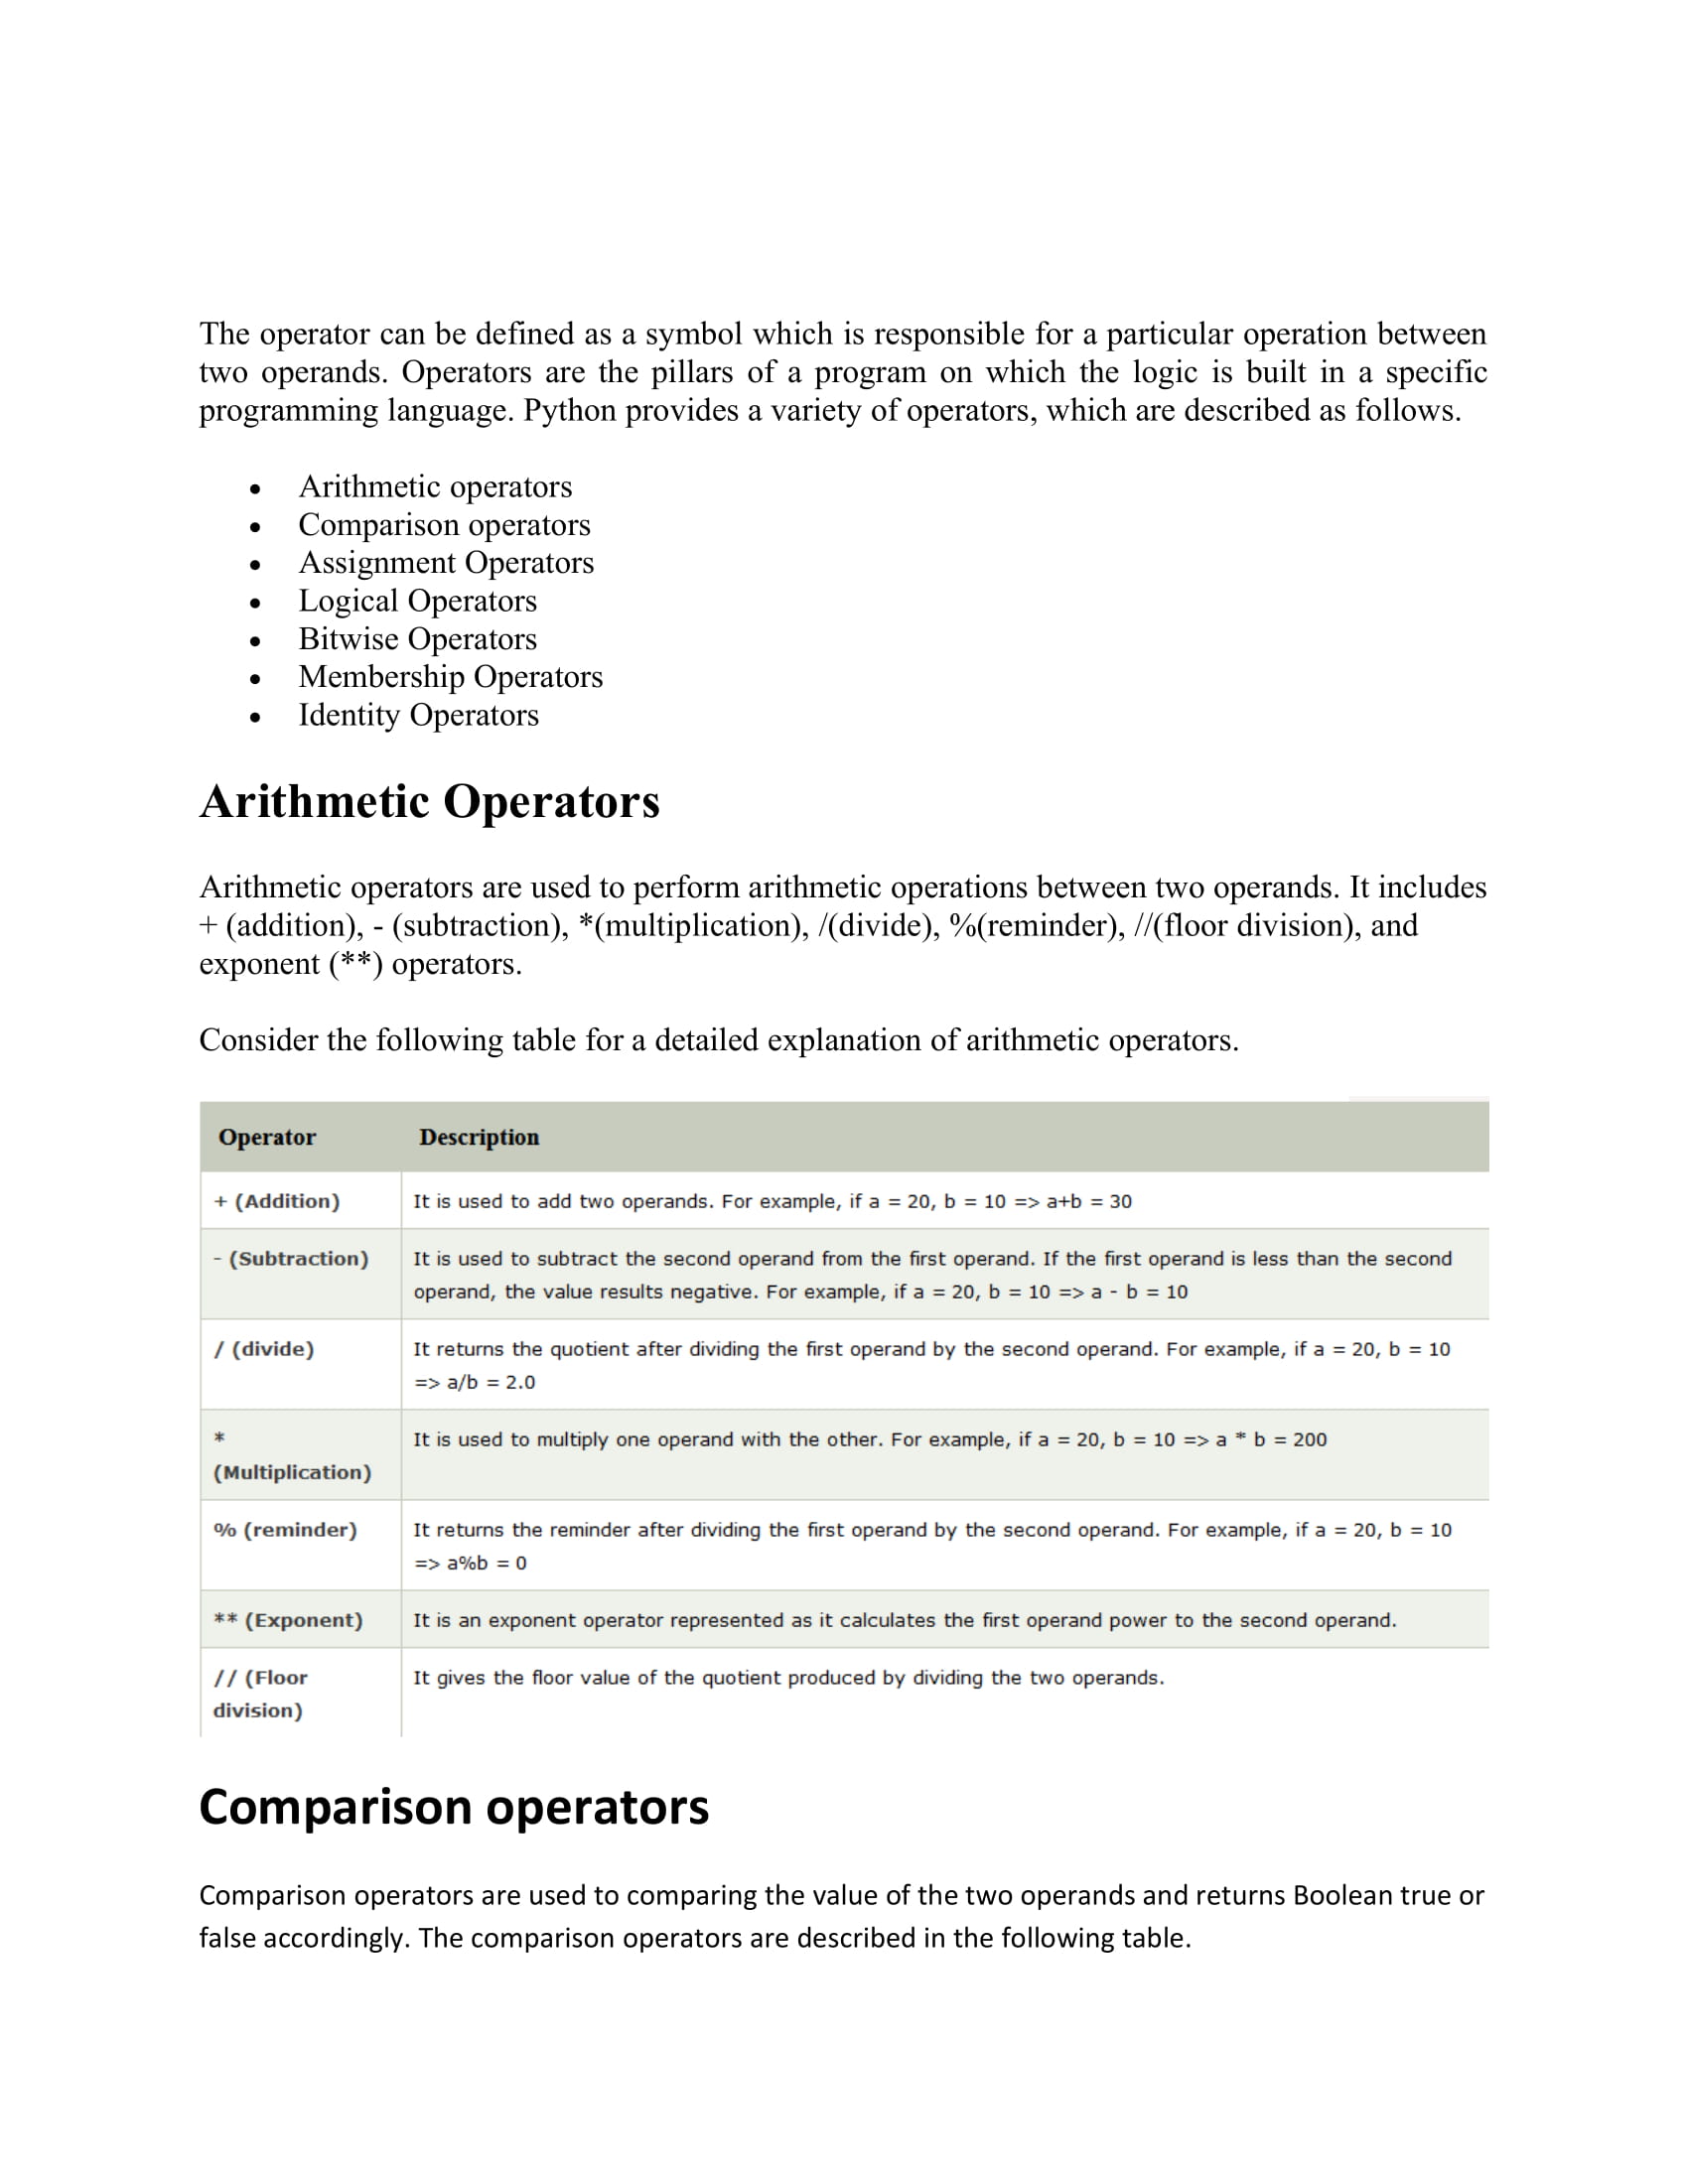 The operator can be defined as a symbol which is responsible for a particular operation between
two operands. Operators are the pillars of a program on which the logic is built in a specific
programming language. Python provides a variety of operators, which are described as follows.
• Arithmetic operators
• Comparison operators
• Assignment Operators
• Logical Operators
• Bitwise Operators
• Membership Operators
• Identity Operators
Arithmetic Operators
Arithmetic operators are used to perform arithmetic operations between two operands. It includes
+ (addition), - (subtraction), *(multiplication), /(divide), %(reminder), //(floor division), and
exponent (**) operators.
Consider the following table for a detailed explanation of arithmetic operators.
Operator Description
+ (Addition) It is used to add two operands. For example, if a = 20, b = 10 => a+b = 30
- (Subtraction) It is used to subtract the second operand from the first operand. If the first operand is less than the second
operand, the value results negative. For example, if a = 20, b = 10 => a - b = 10
/ (divide) It returns the quotient after dividing the first operand by the second operand. For example, if a = 20, b = 10
=> a/b = 2.0
* It is used to multiply one operand with the other. For example, if a = 20, b = 10 => a * b = 200
(Multiplication)
% (reminder) It returns the reminder after dividing the first operand by the second operand. For example, if a = 20, b = 10
=> a%b = 0
** (Exponent) It is an exponent operator represented as it calculates the first operand power to the second operand.
// (Floor It gives the floor value of the quotient produced by dividing the two operands.
division)
Comparison operators
Comparison operators are used to comparing the value of the two operands and returns Boolean true or
false accordingly. The comparison operators are described in the following table.